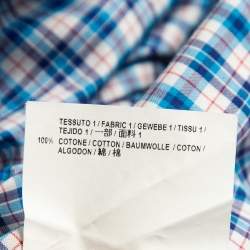 TESSUTO 1 / FABRIC 1 / GEWEBE 1 / TISSU 1 /
TEJIDO 1 / 一部 / 面料 1
100% COTONE / COTTON / BAUMWOLLE / COTON /
ALGODON / 綿 / 棉